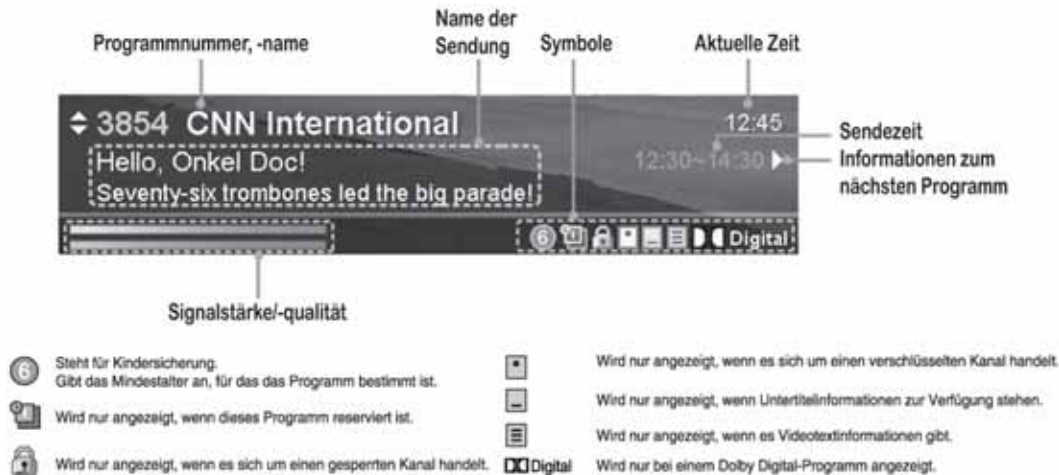 Programmnummer, -name
Name der
Sendung
Symbole
Aktuelle Zeit
3854 CNN International
12:45
Hello, Onkel Doc!
12:30~14:30
Seventy-six trombones led the big parade!
6
Digital
Sendezeit
Informationen zum
nächsten Programm
Signalstärke/-qualität
6
Steht für Kindersicherung.
Gibt das Mindestalter an, für das das Programm bestimmt ist.
Wird nur angezeigt, wenn dieses Programm reserviert ist.
Wird nur angezeigt, wenn es sich um einen gesperrten Kanal handelt.
Wird nur angezeigt, wenn es sich um einen verschlüsselten Kanal handelt.
Wird nur angezeigt, wenn Untertitelinformationen zur Verfügung stehen.
Wird nur angezeigt, wenn es Videotextinformationen gibt.
Digital
Wird nur bei einem Dolby Digital-Programm angezeigt.